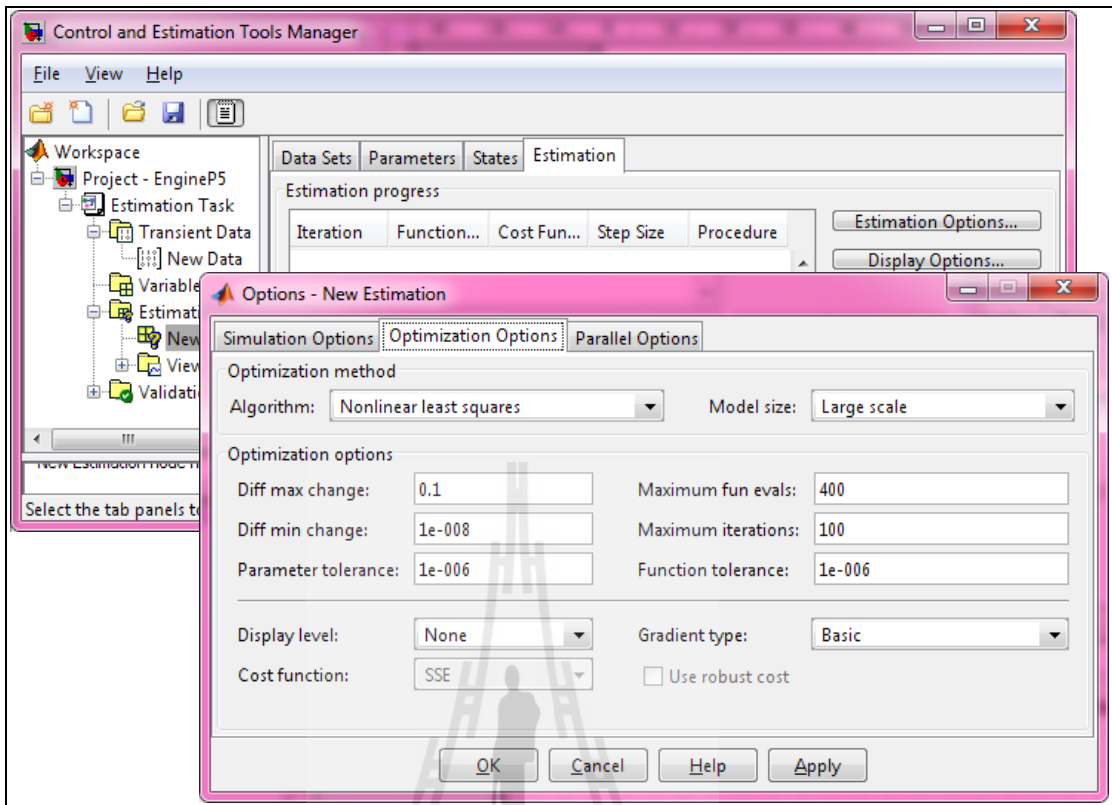 Control and Estimation Tools Manager
File View Help
Workspace
Project - EngineP5
Estimation Task
Transient Data
New Data
Variable
Estimati
New
View
Validati
Data Sets Parameters States Estimation
Estimation progress
Iteration Function... Cost Fun... Step Size Procedure
Estimation Options...
Display Options...
Select the tab panels to
Options - New Estimation
Simulation Options Optimization Options Parallel Options
Optimization method
Algorithm: Nonlinear least squares Model size: Large scale
Optimization options
Diff max change: 0.1 Maximum fun evals: 400
Diff min change: 1e-008 Maximum iterations: 100
Parameter tolerance: 1e-006 Function tolerance: 1e-006
Display level: None Gradient type: Basic
Cost function: SSE Use robust cost
OK Cancel Help Apply